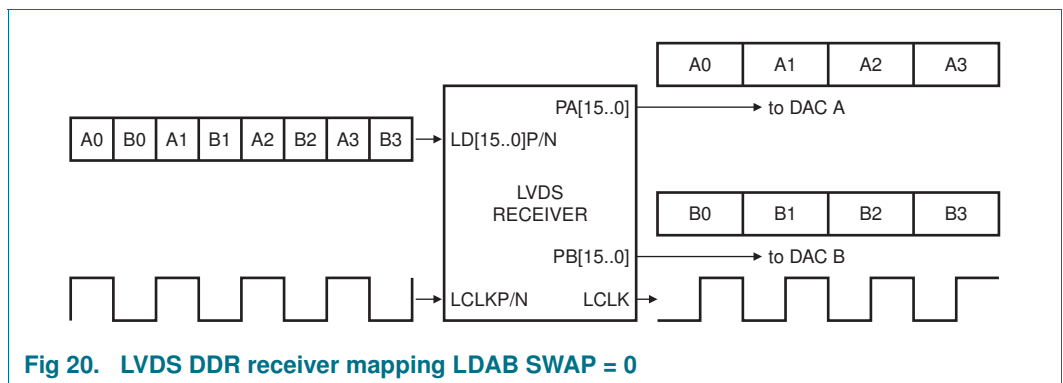 A0 A1 A2 A3
PA[15..0]
to DAC A
A0 B0 A1 B1 A2 B2 A3 B3
LD[15..0]P/N
LVDS
RECEIVER
B0 B1 B2 B3
PB[15..0]
to DAC B
LCLKP/N
LCLK
Fig 20. LVDS DDR receiver mapping LDAB SWAP = 0